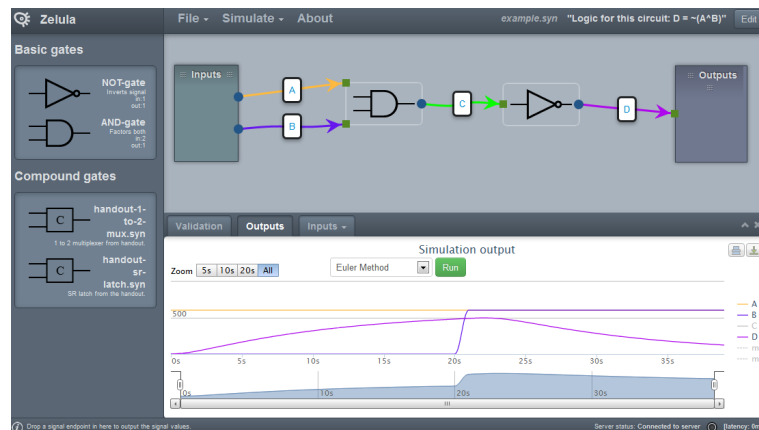 Zelula
File Simulate About
example.syn "Logic for this circuit: D = ~(A^B)" Edit
Basic gates
NOT-gate
Inverts signal
in:1
out:1
AND-gate
Factors both
in:2
out:1
Compound gates
C
handout-1-
to-2-
mux.syn
1 to 2 multiplexer from handout.
C
handout-
sr-
latch.syn
SR latch from the handout.
Inputs
A
B
C
D
Outputs
Validation Outputs Inputs
Simulation output
Zoom 5s 10s 20s All
Euler Method Run
500
0s 5s 10s 15s 20s 25s 30s 35s
A
B
C
D
m
m
0s 10s 20s 30s
Drop a signal endpoint in here to output the signal values.
Server status: Connected to server [latency: 0m